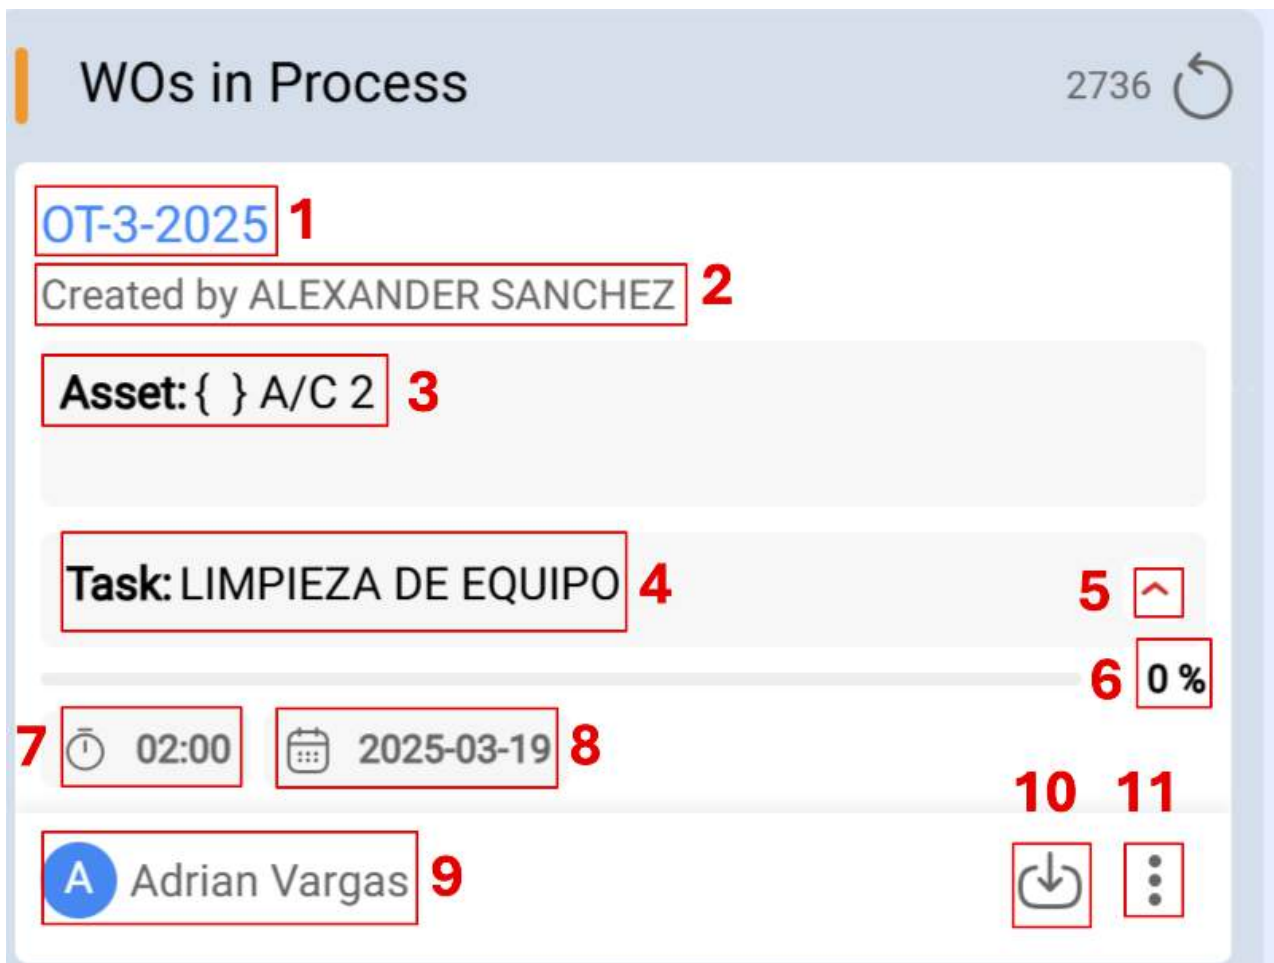 WOs in Process 2736
OT-3-2025 1
Created by ALEXANDER SANCHEZ 2
Asset: { } A/C 2 3
Task: LIMPIEZA DE EQUIPO 4 5
6 0 %
7 02:00 2025-03-19 8
10 11
A Adrian Vargas 9